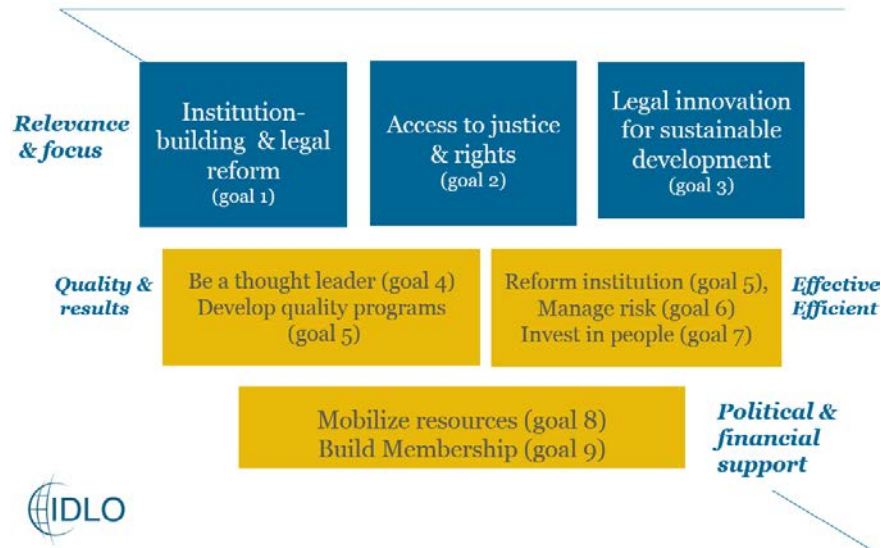 Relevance
& focus
Institution-
building & legal
reform
(goal 1)
Access to justice
& rights
(goal 2)
Legal innovation
for sustainable
development
(goal 3)
Quality &
results
Be a thought leader (goal 4)
Develop quality programs
(goal 5)
Reform institution (goal 5),
Manage risk (goal 6)
Invest in people (goal 7)
Effective
Efficient
Mobilize resources (goal 8)
Build Membership (goal 9)
Political &
financial
support
IDLO